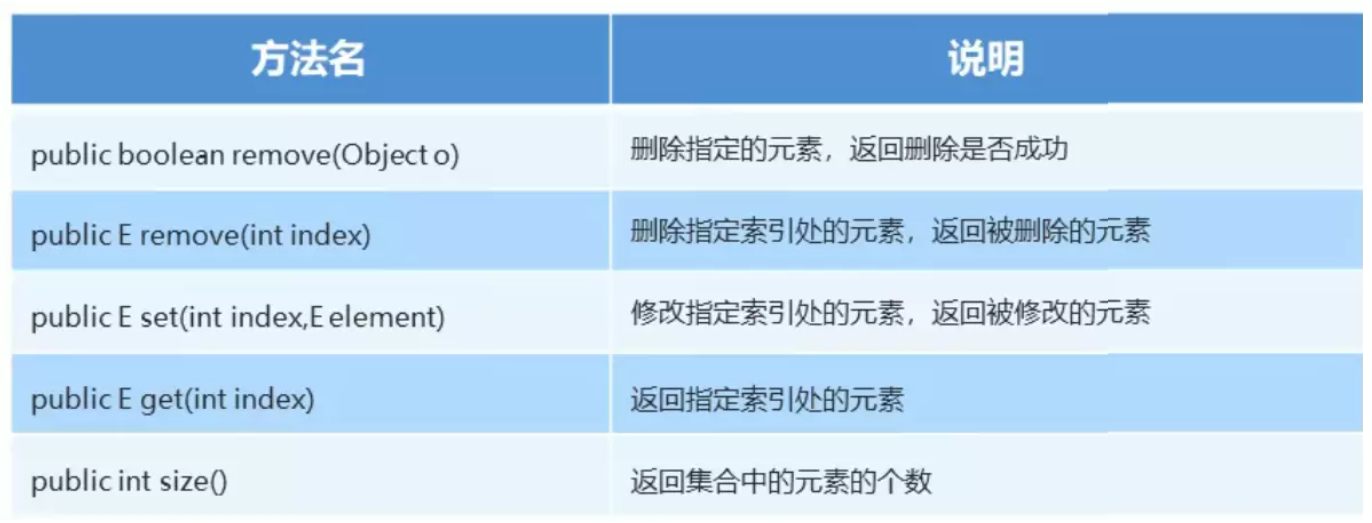 方法名 说明
public boolean remove(Object o) 删除指定的元素，返回删除是否成功
public E remove(int index) 删除指定索引处的元素，返回被删除的元素
public E set(int index,E element) 修改指定索引处的元素，返回被修改的元素
public E get(int index) 返回指定索引处的元素
public int size() 返回集合中的元素的个数